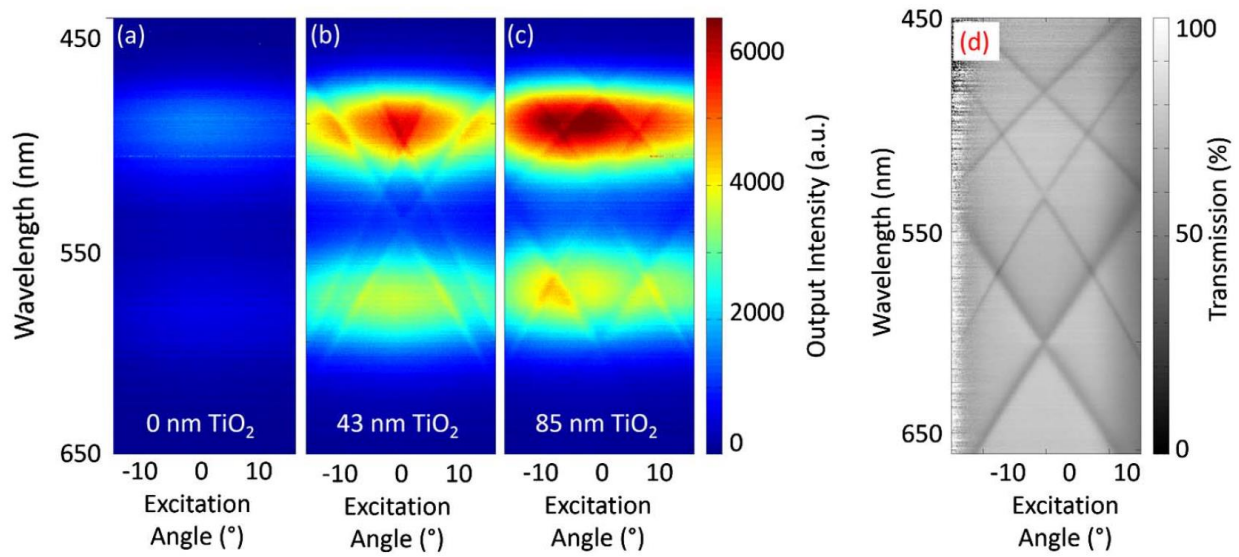 (a)
(b)
(c)
(d)
450
550
650
Wavelength (nm)
0 nm TiO₂
43 nm TiO₂
85 nm TiO₂
-10 0 10
-10 0 10
-10 0 10
Excitation
Angle (°)
Excitation
Angle (°)
Excitation
Angle (°)
6000
4000
2000
0
Output Intensity (a.u.)
450
550
650
Wavelength (nm)
-10 0 10
Excitation
Angle (°)
100
50
0
Transmission (%)